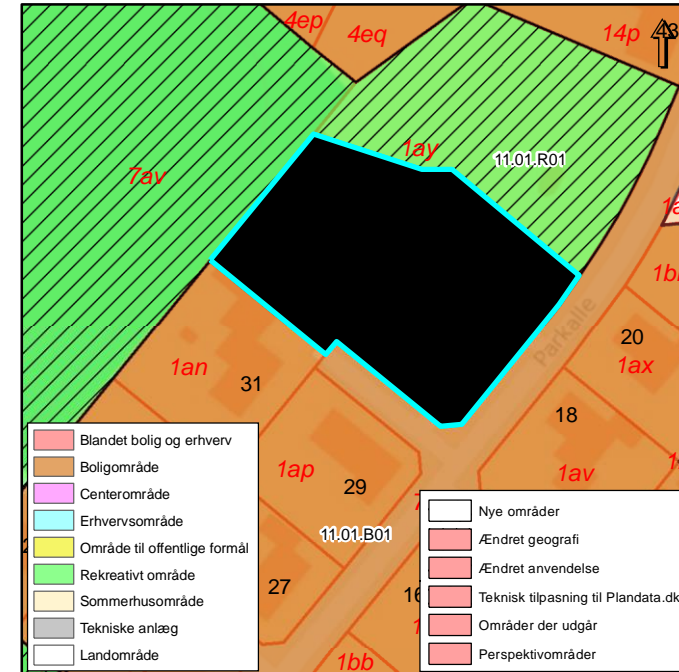 4ep
4eq
14p
43
1ay
11.01.R01
7av
Parkalle
20
1ax
1an
31
18
1av
1ap
29
11.01.B01
27
16
1bb
Blandet bolig og erhverv
Boligområde
Centerområde
Erhvervsområde
Område til offentlige formål
Rekreativt område
Sommerhusområde
Tekniske anlæg
Landområde
Nye områder
Ændret geografi
Ændret anvendelse
Teknisk tilpasning til Plandata.dk
Områder der udgår
Perspektivområder